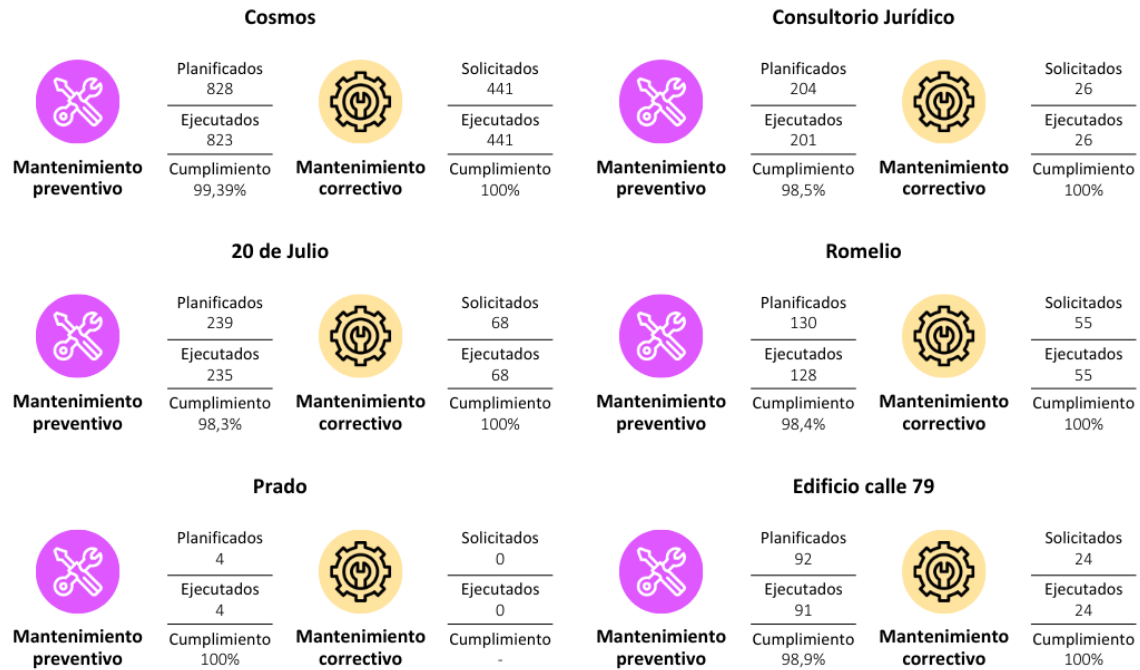 Cosmos
Planificados
828
Ejecutados
823
Mantenimiento
preventivo
Cumplimiento
99,39%
Solicitados
441
Ejecutados
441
Mantenimiento
correctivo
Cumplimiento
100%
Consultorio Jurídico
Planificados
204
Ejecutados
201
Mantenimiento
preventivo
Cumplimiento
98,5%
Solicitados
26
Ejecutados
26
Mantenimiento
correctivo
Cumplimiento
100%
20 de Julio
Planificados
239
Ejecutados
235
Mantenimiento
preventivo
Cumplimiento
98,3%
Solicitados
68
Ejecutados
68
Mantenimiento
correctivo
Cumplimiento
100%
Romelio
Planificados
130
Ejecutados
128
Mantenimiento
preventivo
Cumplimiento
98,4%
Solicitados
55
Ejecutados
55
Mantenimiento
correctivo
Cumplimiento
100%
Prado
Planificados
4
Ejecutados
4
Mantenimiento
preventivo
Cumplimiento
100%
Solicitados
0
Ejecutados
0
Mantenimiento
correctivo
Cumplimiento
-
Edificio calle 79
Planificados
92
Ejecutados
91
Mantenimiento
preventivo
Cumplimiento
98,9%
Solicitados
24
Ejecutados
24
Mantenimiento
correctivo
Cumplimiento
100%